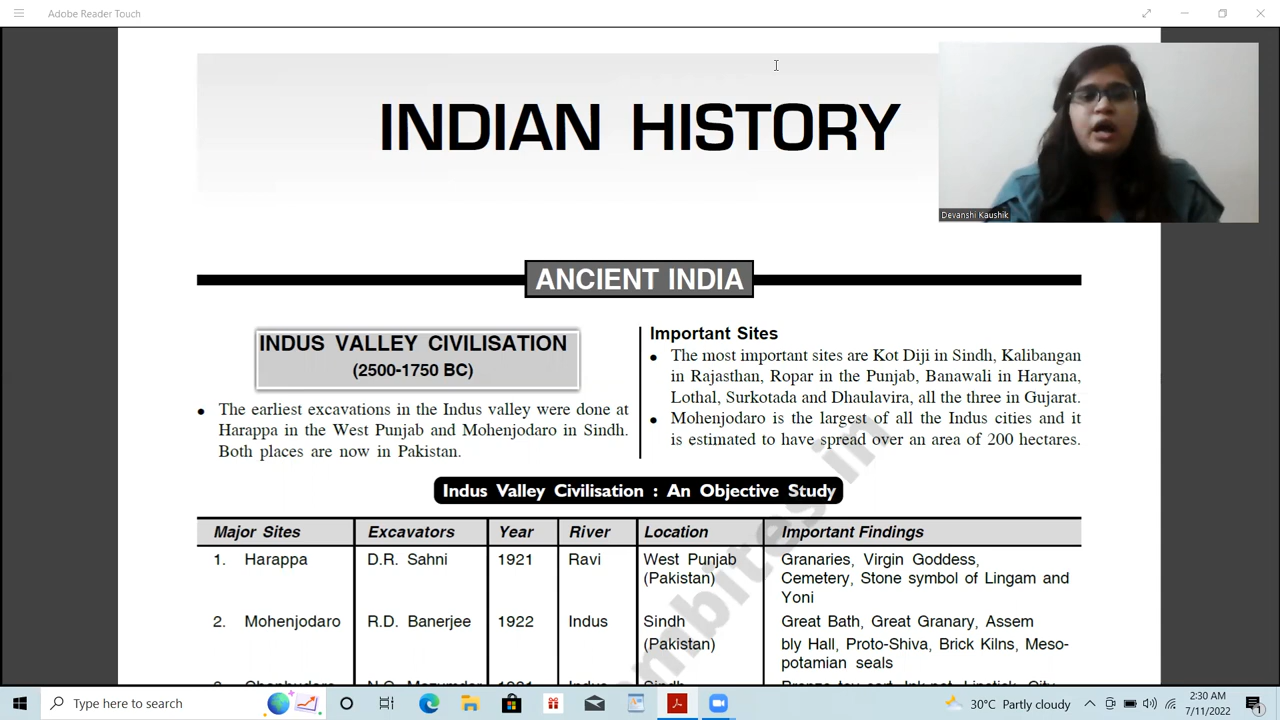 Adobe Reader Touch
INDIAN HISTORY
Devanshi Kaushik
ANCIENT INDIA
INDUS VALLEY CIVILISATION
(2500-1750 BC)
• The earliest excavations in the Indus valley were done at
Harappa in the West Punjab and Mohenjodaro in Sindh.
Both places are now in Pakistan.
Important Sites
• The most important sites are Kot Diji in Sindh, Kalibangan
in Rajasthan, Ropar in the Punjab, Banawali in Haryana,
Lothal, Surkotada and Dhaulavira, all the three in Gujarat.
• Mohenjodaro is the largest of all the Indus cities and it
is estimated to have spread over an area of 200 hectares.
Indus Valley Civilisation : An Objective Study
Major Sites Excavators Year River Location Important Findings
1. Harappa D.R. Sahni 1921 Ravi West Punjab Granaries, Virgin Goddess,
(Pakistan) Cemetery, Stone symbol of Lingam and
Yoni
2. Mohenjodaro R.D. Banerjee 1922 Indus Sindh Great Bath, Great Granary, Assem
(Pakistan) bly Hall, Proto-Shiva, Brick Kilns, Meso-
potamian seals
mbites.in
Type here to search
30°C Partly cloudy
2:30 AM
7/11/2022
1